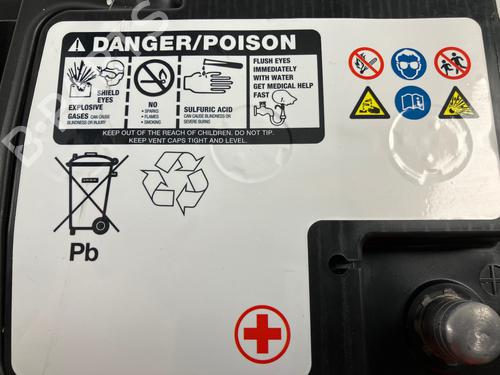 DANGER/POISON
SHIELD
EYES
EXPLOSIVE
GASES CAN CAUSE
BLINDNESS OR INJURY
NO
• SPARKS
• FLAMES
• SMOKING
SULFURIC ACID
CAN CAUSE BLINDNESS OR
SEVERE BURNS
FLUSH EYES
IMMEDIATELY
WITH WATER
GET MEDICAL HELP
FAST
KEEP OUT OF THE REACH OF CHILDREN. DO NOT TIP.
KEEP VENT CAPS TIGHT AND LEVEL.
Pb